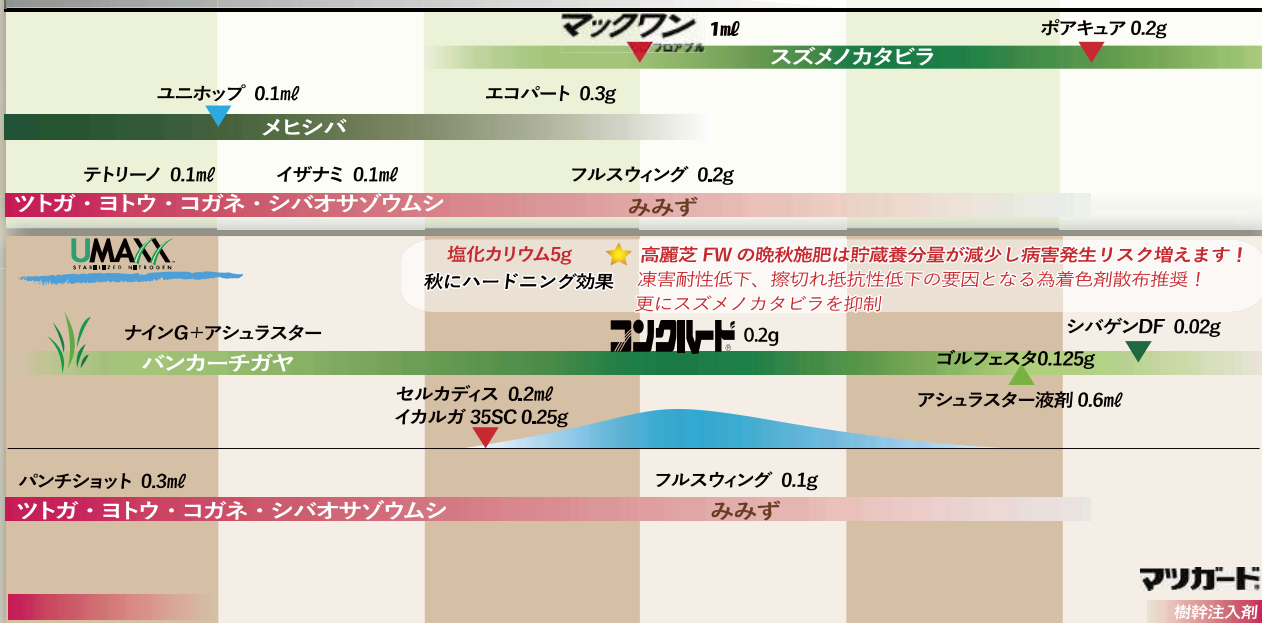 マックワン 1mℓ
フロアブル
ポアキュア 0.2g
スズメノカタビラ
ユニホップ 0.1mℓ
エコパート 0.3g
メヒシバ
テトリーノ 0.1mℓ
イザナミ 0.1mℓ
フルスウィング 0.2g
ツトガ・ヨトウ・コガネ・シバオサゾウムシ
みみず
UMAXX
STABILIZED NITROGEN
塩化カリウム5g
秋にハードニング効果
高麗芝 FW の晩秋施肥は貯蔵養分量が減少し病害発生リスク増えます！
凍害耐性低下、擦切れ抵抗性低下の要因となる為着色剤散布推奨！
更にスズメノカタビラを抑制
ナインG＋アシュラスター
コンクルード® 0.2g
シバゲンDF 0.02g
バンカーチガヤ
ゴルフェスタ0.125g
セルカディス 0.2mℓ
イカルガ 35SC 0.25g
アシュラスター液剤 0.6mℓ
パンチショット 0.3mℓ
フルスウィング 0.1g
ツトガ・ヨトウ・コガネ・シバオサゾウムシ
みみず
マツガード
樹幹注入剤